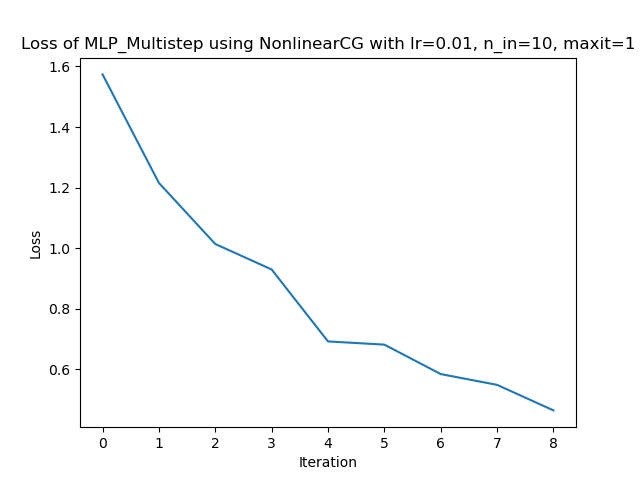 Loss of MLP_Multistep using NonlinearCG with lr=0.01, n_in=10, maxit=1
1.6
1.4
1.2
1.0
0.8
0.6
Loss
0 1 2 3 4 5 6 7 8
Iteration